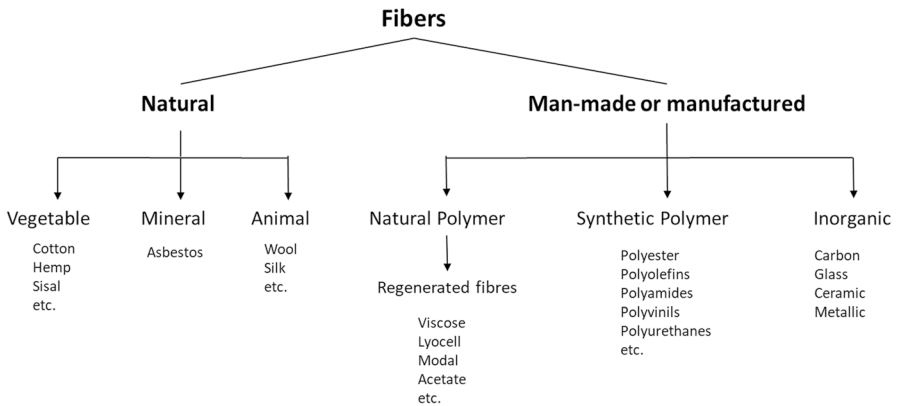 Fibers
Natural
Man-made or manufactured
Vegetable
Cotton
Hemp
Sisal
etc.
Mineral
Asbestos
Animal
Wool
Silk
etc.
Natural Polymer
Regenerated fibres
Viscose
Lyocell
Modal
Acetate
etc.
Synthetic Polymer
Polyester
Polyolefins
Polyamides
Polyvinils
Polyurethanes
etc.
Inorganic
Carbon
Glass
Ceramic
Metallic